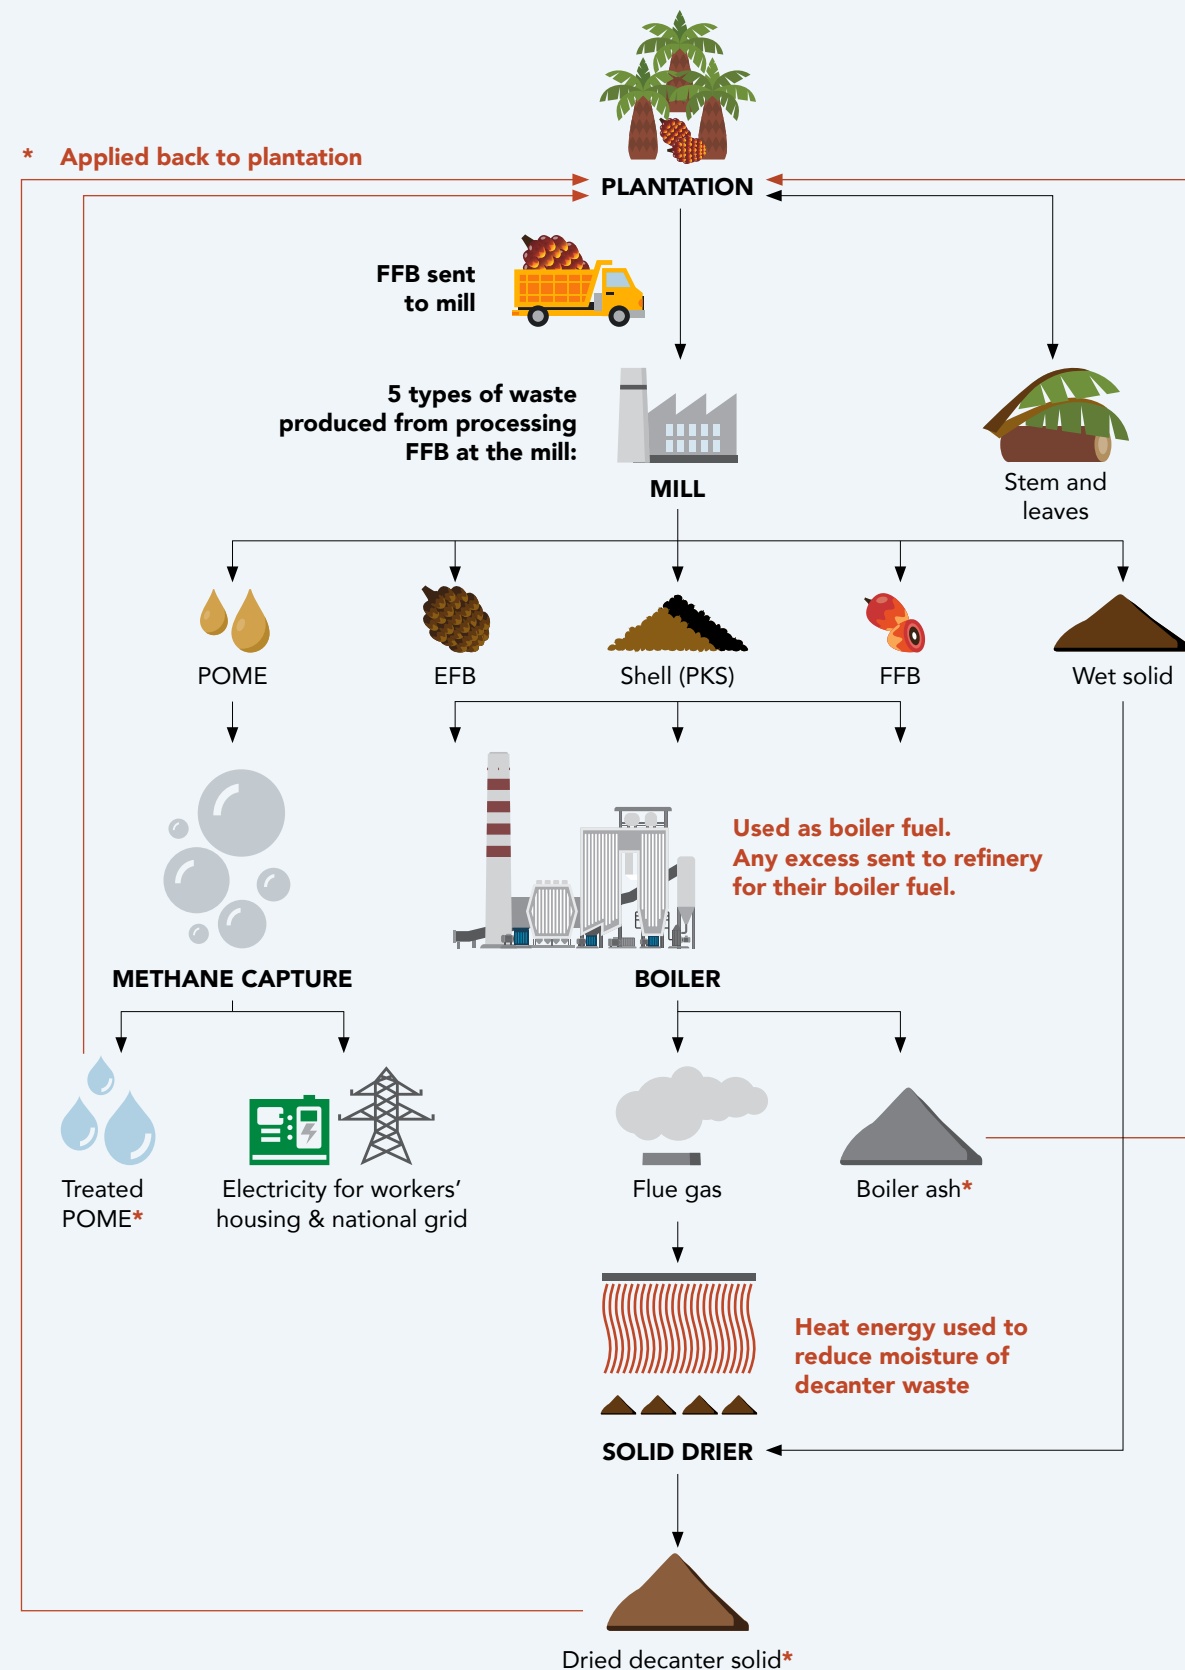 * Applied back to plantation
PLANTATION
FFB sent
to mill
5 types of waste
produced from processing
FFB at the mill:
MILL
Stem and
leaves
POME
EFB
Shell (PKS)
FFB
Wet solid
Used as boiler fuel.
Any excess sent to refinery
for their boiler fuel.
METHANE CAPTURE
BOILER
Treated
POME*
Electricity for workers’
housing & national grid
Flue gas
Boiler ash*
Heat energy used to
reduce moisture of
decanter waste
SOLID DRIER
Dried decanter solid*